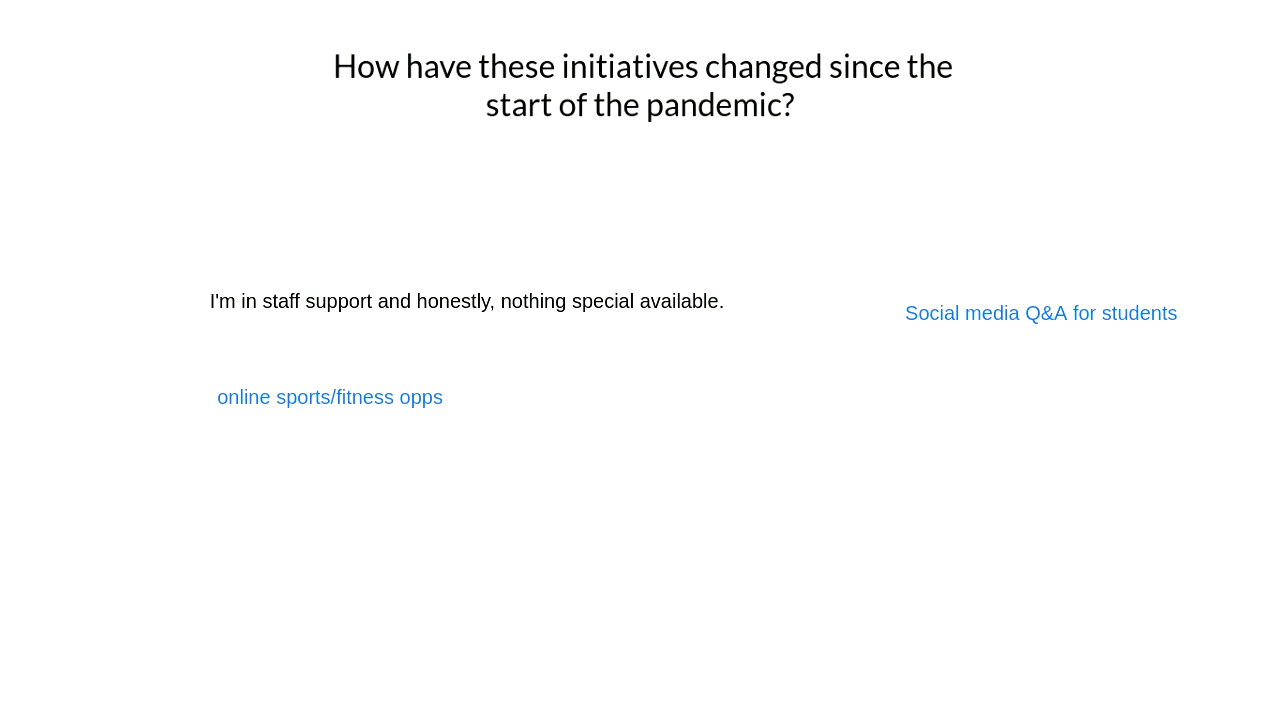 How have these initiatives changed since the
start of the pandemic?
I'm in staff support and honestly, nothing special available.
Social media Q&A for students
online sports/fitness opps